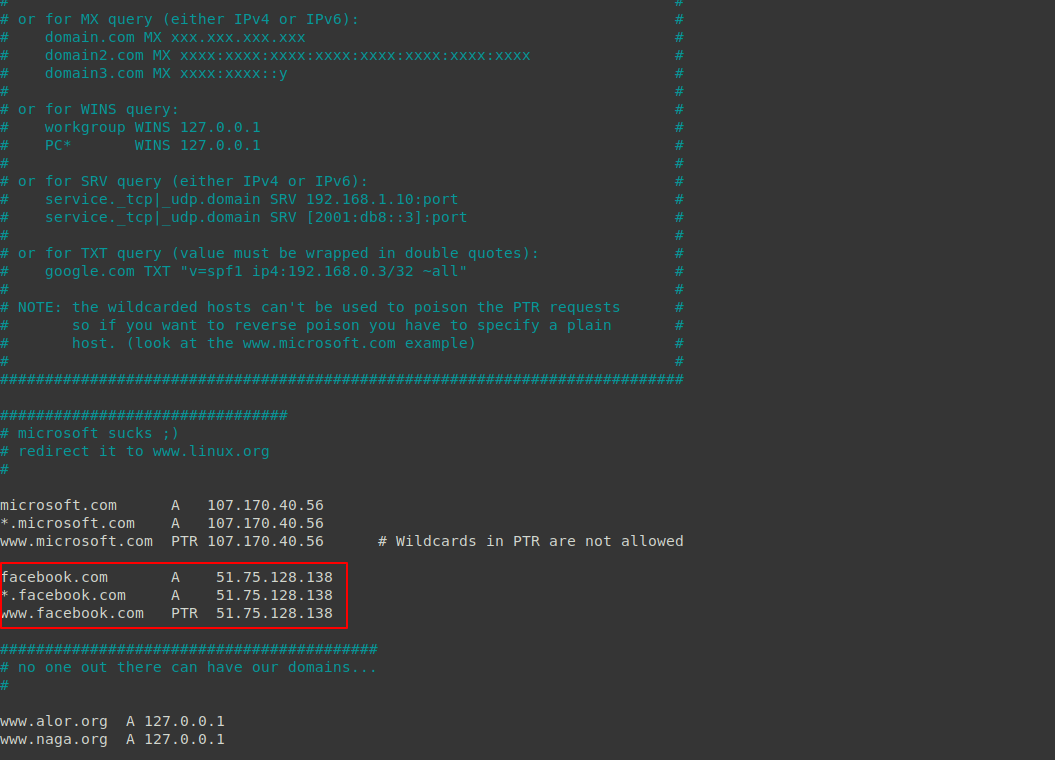 # #
# or for MX query (either IPv4 or IPv6): #
# domain.com MX xxx.xxx.xxx.xxx #
# domain2.com MX xxxx:xxxx:xxxx:xxxx:xxxx:xxxx:xxxx:xxxx #
# domain3.com MX xxxx:xxxx::y #
# #
# or for WINS query: #
# workgroup WINS 127.0.0.1 #
# PC* WINS 127.0.0.1 #
# #
# or for SRV query (either IPv4 or IPv6): #
# service._tcp|_udp.domain SRV 192.168.1.10:port #
# service._tcp|_udp.domain SRV [2001:db8::3]:port #
# #
# or for TXT query (value must be wrapped in double quotes): #
# google.com TXT "v=spf1 ip4:192.168.0.3/32 ~all" #
# #
# NOTE: the wildcarded hosts can't be used to poison the PTR requests #
# so if you want to reverse poison you have to specify a plain #
# host. (look at the www.microsoft.com example) #
# #
############################################################################
################################
# microsoft sucks ;)
# redirect it to www.linux.org
#
microsoft.com A 107.170.40.56
*.microsoft.com A 107.170.40.56
www.microsoft.com PTR 107.170.40.56 # Wildcards in PTR are not allowed
facebook.com A 51.75.128.138
*.facebook.com A 51.75.128.138
www.facebook.com PTR 51.75.128.138
##########################################
# no one out there can have our domains...
#
www.alor.org A 127.0.0.1
www.naga.org A 127.0.0.1